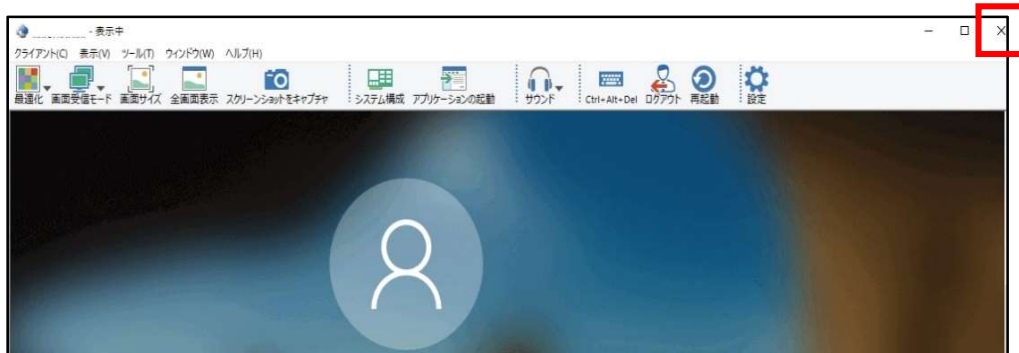 - 表示中
クライアント(C) 表示(V) ツール(T) ウィンドウ(W) ヘルプ(H)
最適化 画面受信モード 画面サイズ 全画面表示 スクリーンショットをキャプチャ システム構成 アプリケーションの起動 サウンド Ctrl+Alt+Del ログアウト 再起動 設定